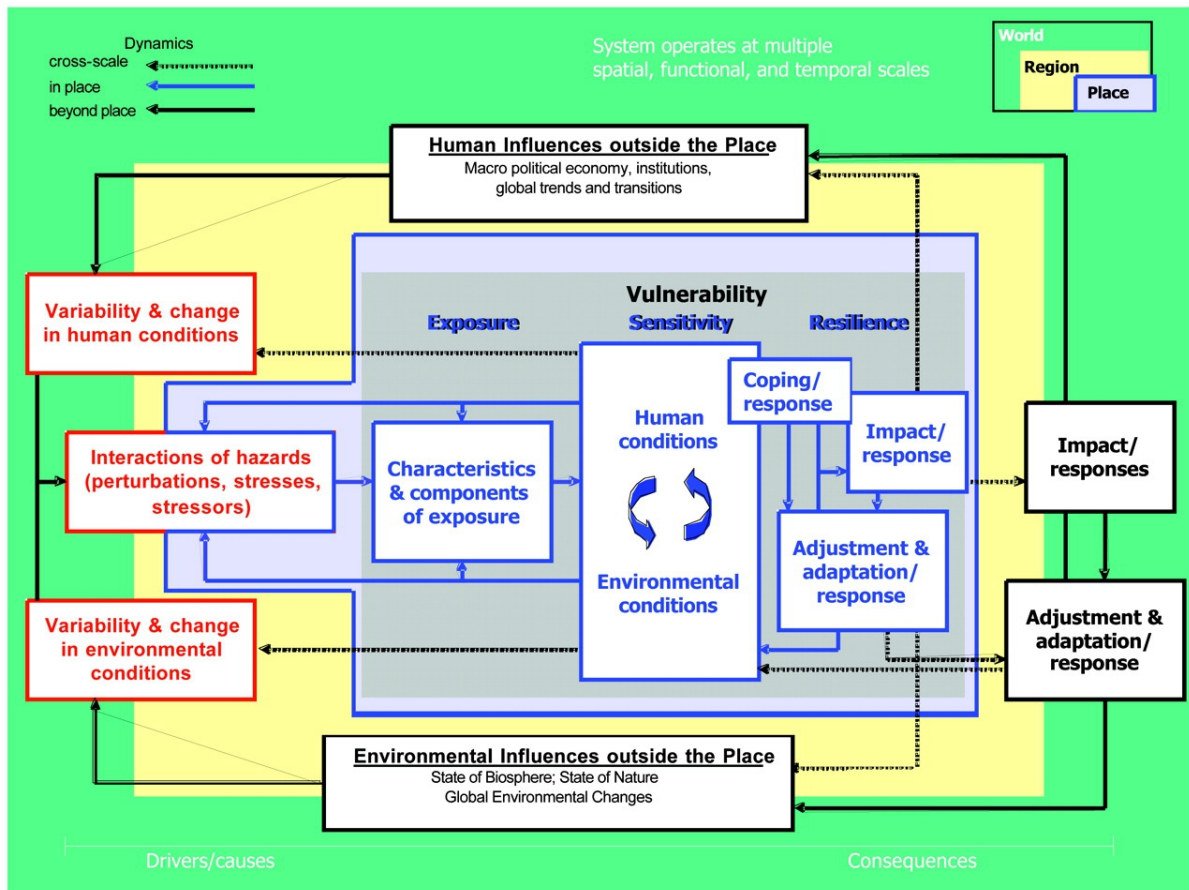 Dynamics
cross-scale
in place
beyond place
System operates at multiple
spatial, functional, and temporal scales
World
Region
Place
Human Influences outside the Place
Macro political economy, institutions,
global trends and transitions
Variability & change
in human conditions
Vulnerability
Exposure
Sensitivity
Resilience
Coping/
response
Impact/
response
Human
conditions
Interactions of hazards
(perturbations, stresses,
stressors)
Characteristics
& components
of exposure
Impact/
responses
Adjustment &
adaptation/
response
Environmental
conditions
Variability & change
in environmental
conditions
Adjustment &
adaptation/
response
Environmental Influences outside the Place
State of Biosphere; State of Nature
Global Environmental Changes
Drivers/causes
Consequences